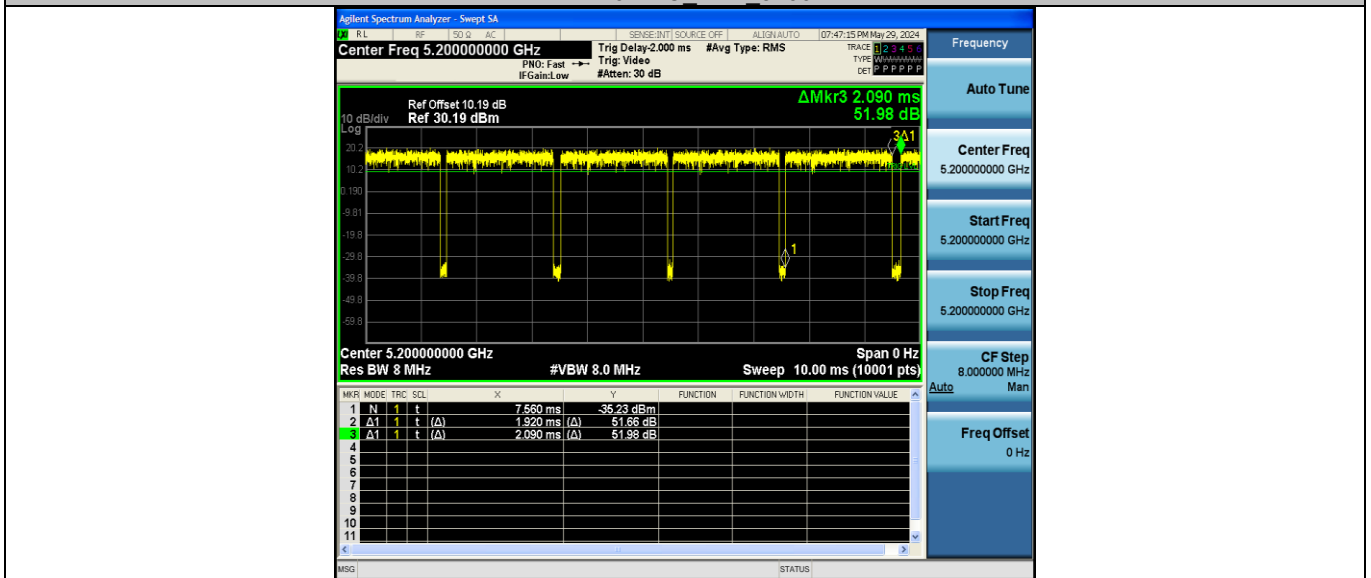 Agilent Spectrum Analyzer - Swept SA
RL RF 50 Ω AC SENSE:INT SOURCE OFF ALIGN AUTO 07:47:15 PM May 29, 2024
Center Freq 5.200000000 GHz
PNO: Fast
IFGain:Low
Trig Delay-2.000 ms #Avg Type: RMS
Trig: Video
#Atten: 30 dB
TRACE 1 2 3 4 5 6
TYPE W
DET P P P P P P
Frequency
Auto Tune
Center Freq
5.200000000 GHz
Start Freq
5.200000000 GHz
Stop Freq
5.200000000 GHz
CF Step
8.000000 MHz
Auto Man
Freq Offset
0 Hz
ΔMkr3 2.090 ms
51.98 dB
Ref Offset 10.19 dB
10 dB/div Ref 30.19 dBm
Log
3Δ1
20.2
10.2
0.190
-9.81
-19.8
-29.8
-39.8
-49.8
-59.8
1
Center 5.200000000 GHz Span 0 Hz
Res BW 8 MHz #VBW 8.0 MHz Sweep 10.00 ms (10001 pts)
MKR MODE TRC SCL X Y FUNCTION FUNCTION WIDTH FUNCTION VALUE
1 N 1 t 7.560 ms -35.23 dBm
2 Δ1 1 t (Δ) 1.920 ms (Δ) 51.66 dB
3 Δ1 1 t (Δ) 2.090 ms (Δ) 51.98 dB
4
5
6
7
8
9
10
11
MSG STATUS